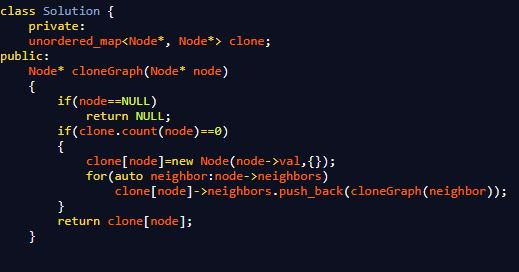 class Solution {
    private:
    unordered_map<Node*, Node*> clone;
public:
    Node* cloneGraph(Node* node)
    {
        if(node==NULL)
            return NULL;
        if(clone.count(node)==0)
        {
            clone[node]=new Node(node->val,{});
            for(auto neighbor:node->neighbors)
                clone[node]->neighbors.push_back(cloneGraph(neighbor));
        }
        return clone[node];
    }